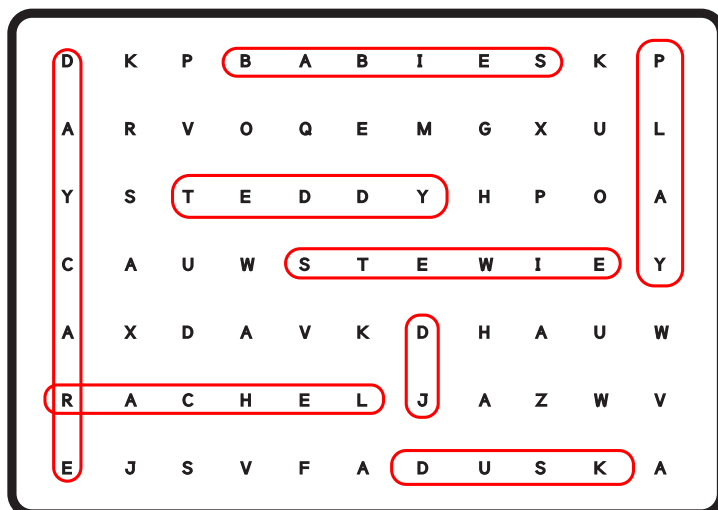 D K P B A B I E S K P
A R V O Q E M G X U L
Y S T E D D Y H P O A
C A U W S T E W I E Y
A X D A V K D H A U W
R A C H E L J A Z W V
E J S V F A D U S K A